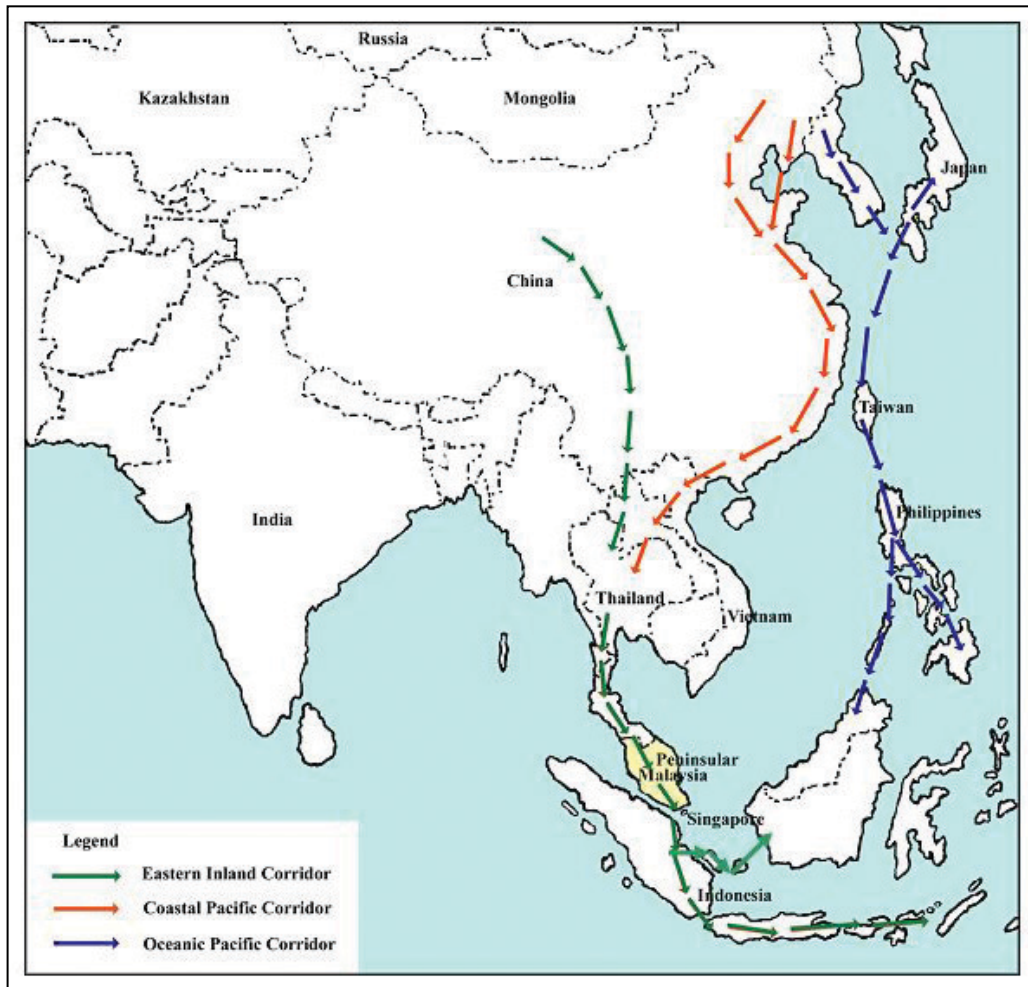 Russia
Kazakhstan
Mongolia
Japan
China
Taiwan
India
Philippines
Thailand
Vietnam
Peninsular
Malaysia
Singapore
Indonesia
Legend
Eastern Inland Corridor
Coastal Pacific Corridor
Oceanic Pacific Corridor